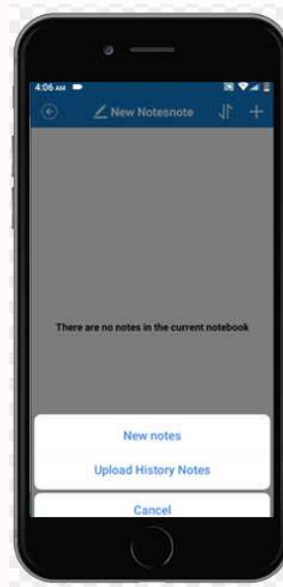 4:06 AM
New Notesnote
There are no notes in the current notebook
New notes
Upload History Notes
Cancel